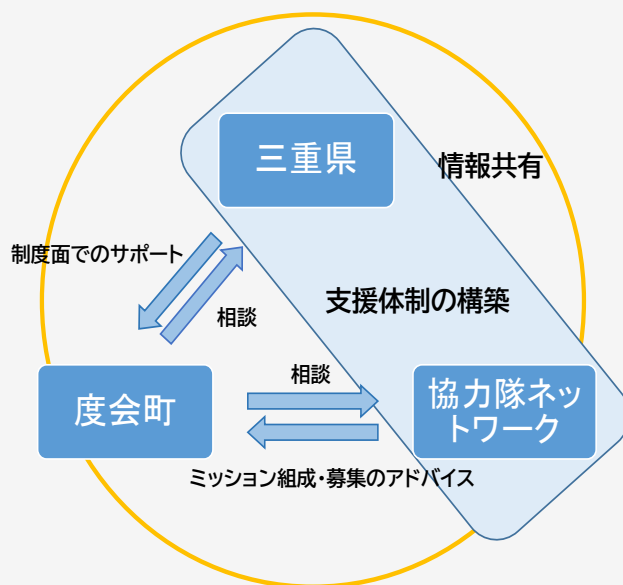 三重県
情報共有
制度面でのサポート
支援体制の構築
相談
相談
度会町
協力隊ネッ
トワーク
ミッション組成・募集のアドバイス